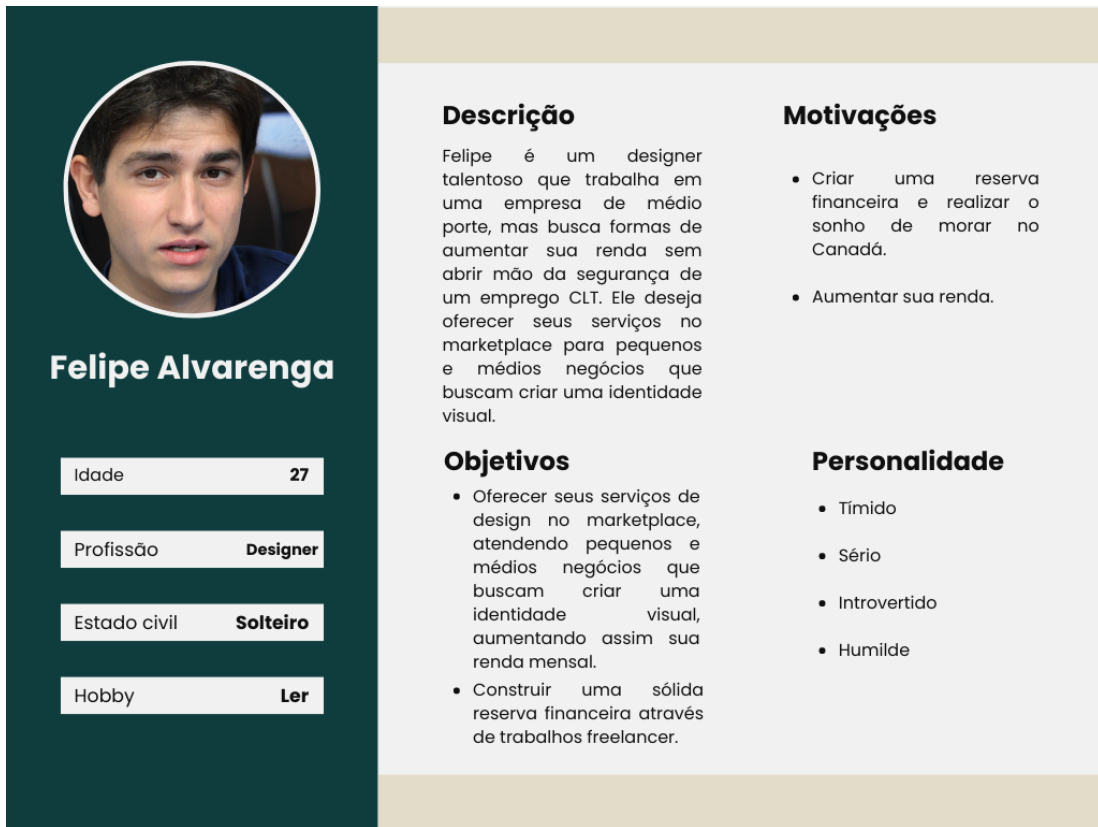 Felipe Alvarenga
Idade 27
Profissão Designer
Estado civil Solteiro
Hobby Ler
Descrição
Felipe é um designer
talentoso que trabalha em
uma empresa de médio
porte, mas busca formas de
aumentar sua renda sem
abrir mão da segurança de
um emprego CLT. Ele deseja
oferecer seus serviços no
marketplace para pequenos
e médios negócios que
buscam criar uma identidade
visual.
Motivações
• Criar uma reserva
financeira e realizar o
sonho de morar no
Canadá.
• Aumentar sua renda.
Objetivos
• Oferecer seus serviços de
design no marketplace,
atendendo pequenos e
médios negócios que
buscam criar uma
identidade visual,
aumentando assim sua
renda mensal.
• Construir uma sólida
reserva financeira através
de trabalhos freelancer.
Personalidade
• Tímido
• Sério
• Introvertido
• Humilde